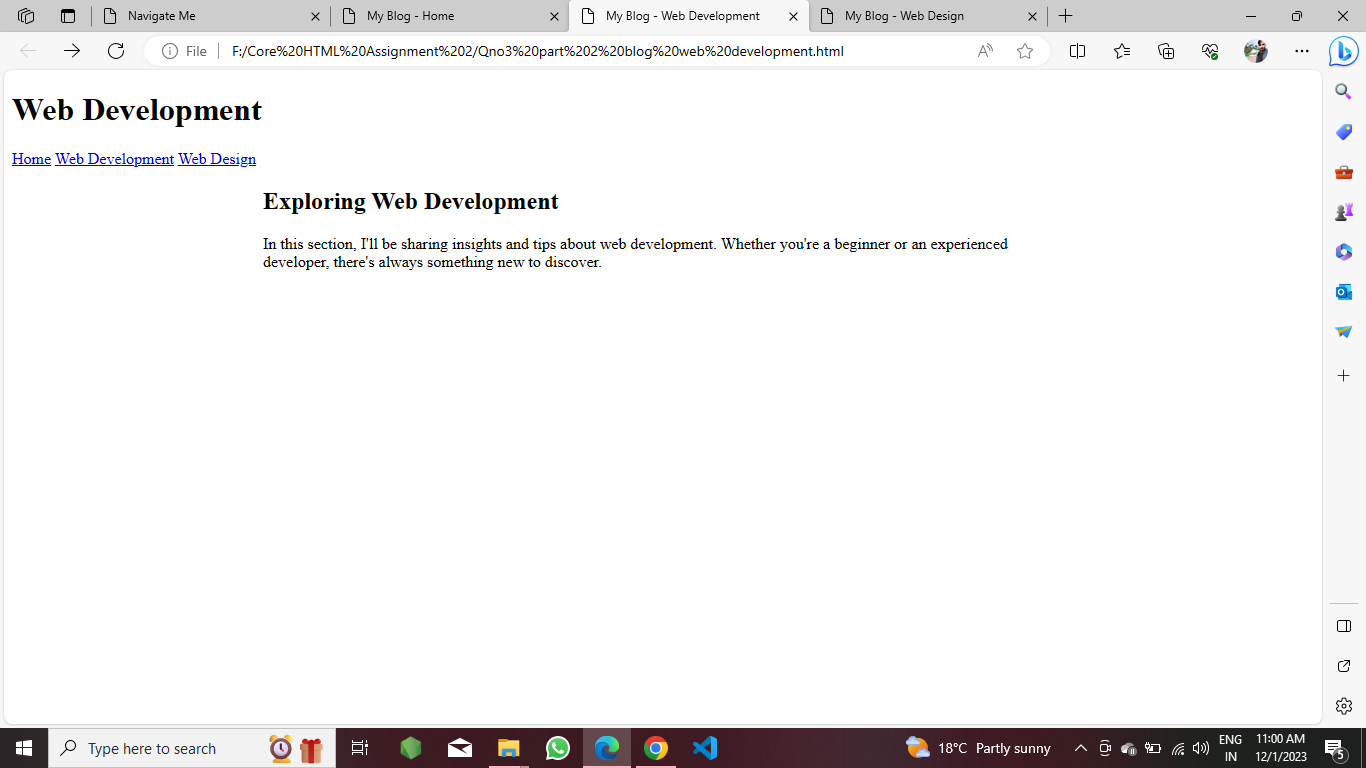 Navigate Me
My Blog - Home
My Blog - Web Development
My Blog - Web Design
File
F:/Core%20HTML%20Assignment%202/Qno3%20part%202%20blog%20web%20development.html
Web Development
Home Web Development Web Design
Exploring Web Development
In this section, I'll be sharing insights and tips about web development. Whether you're a beginner or an experienced
developer, there's always something new to discover.
Type here to search
18°C Partly sunny
ENG
IN
11:00 AM
12/1/2023
5